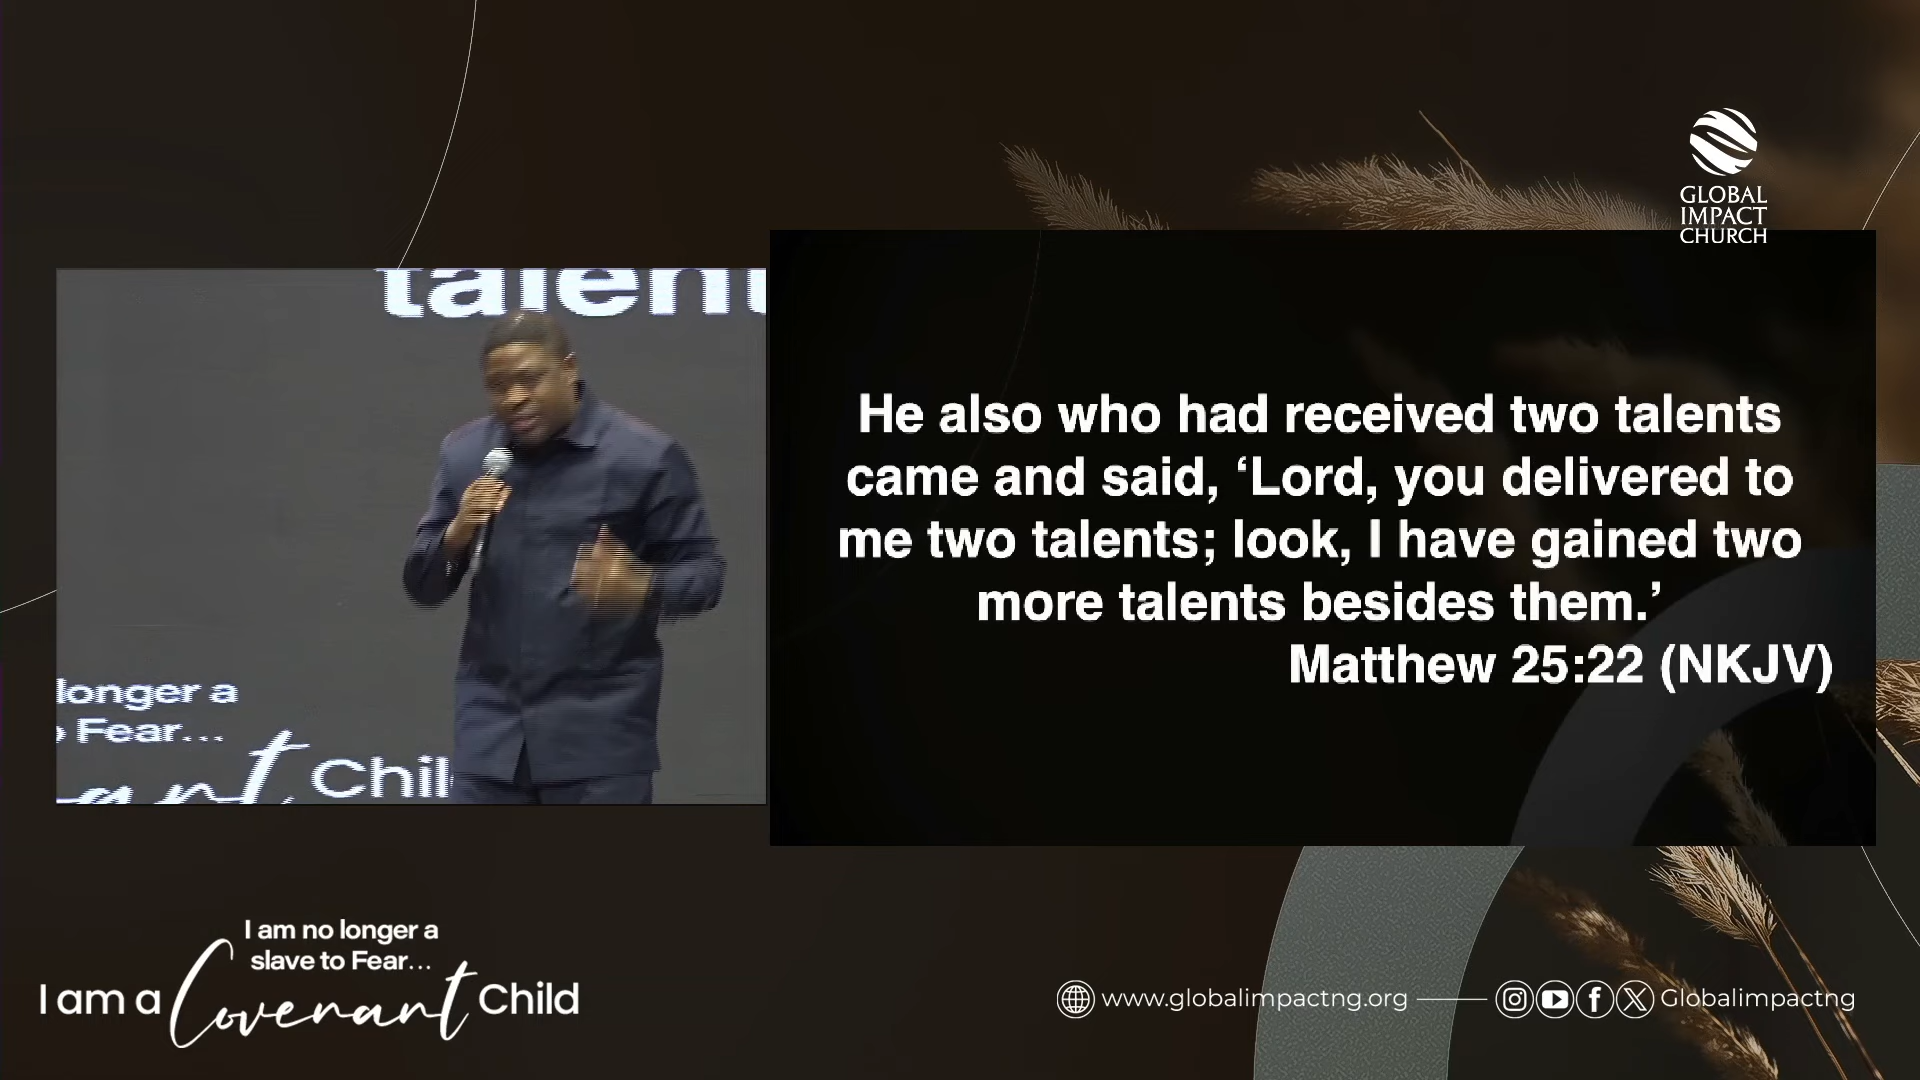 GLOBAL
IMPACT
CHURCH
talent
longer a
Fear...
Child
He also who had received two talents
came and said, ‘Lord, you delivered to
me two talents; look, I have gained two
more talents besides them.’
Matthew 25:22 (NKJV)
I am no longer a
slave to Fear...
I am a Covenant Child
www.globalimpactng.org
Globalimpactng